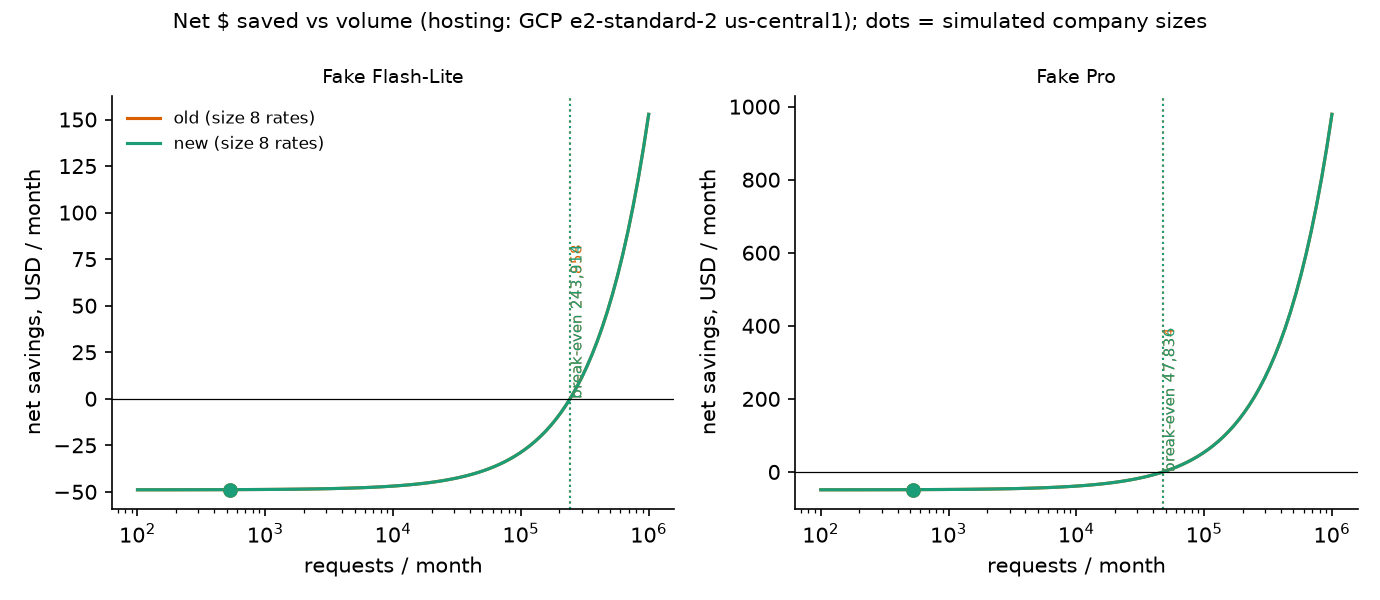 Net $ saved vs volume (hosting: GCP e2-standard-2 us-central1); dots = simulated company sizes
Fake Flash-Lite
old (size 8 rates)
new (size 8 rates)
net savings, USD / month
150
125
100
75
50
25
0
−25
−50
break-even
10²
10³
10⁴
10⁵
10⁶
requests / month
Fake Pro
net savings, USD / month
1000
800
600
400
200
0
break-even
10²
10³
10⁴
10⁵
10⁶
requests / month